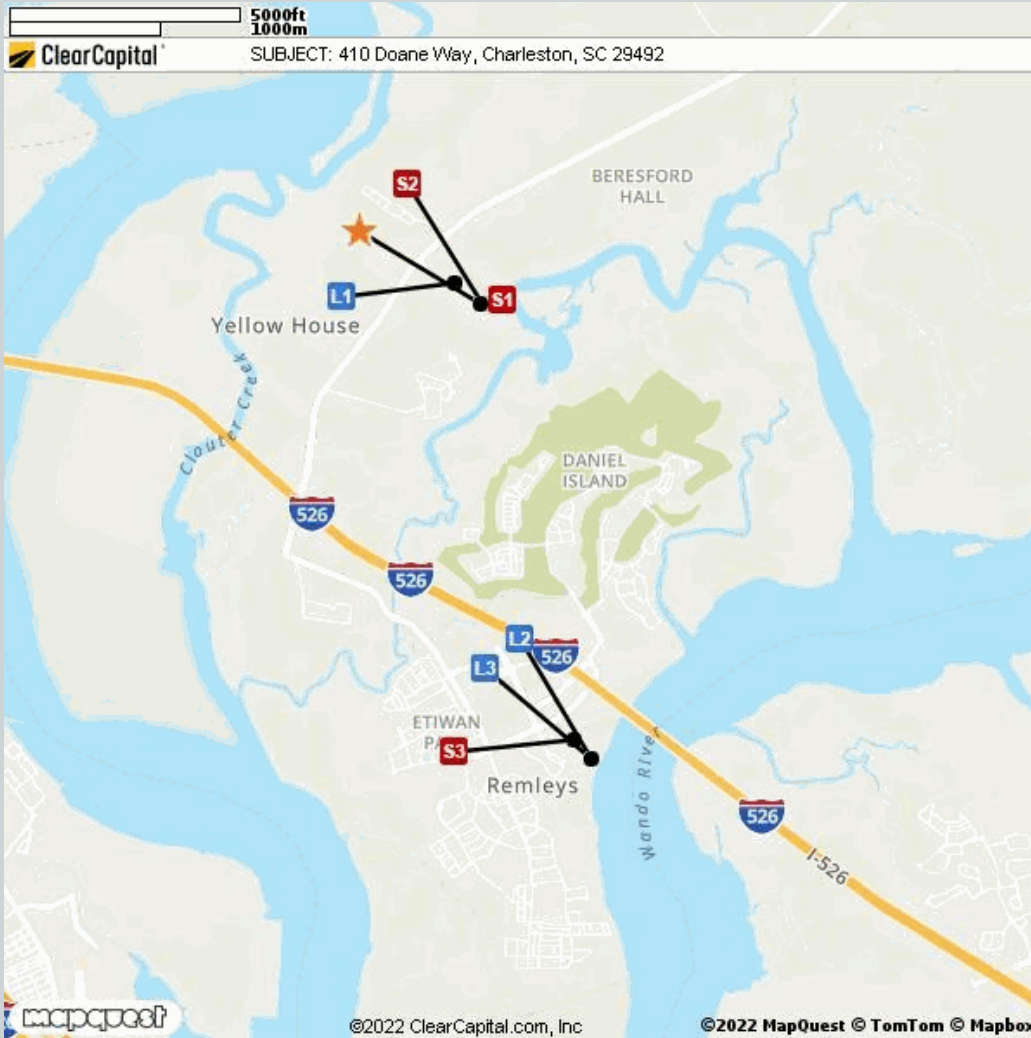 5000ft
1000m
ClearCapital
SUBJECT: 410 Doane Way, Charleston, SC 29492
BERESFORD
HALL
S2
L1
S1
Yellow House
Clouter Creek
DANIEL
ISLAND
526
526
L2
526
L3
ETIWAN
S3
Remleys
Wando River
526
I-526
mapquest
©2022 ClearCapital.com, Inc
©2022 MapQuest © TomTom © Mapbox